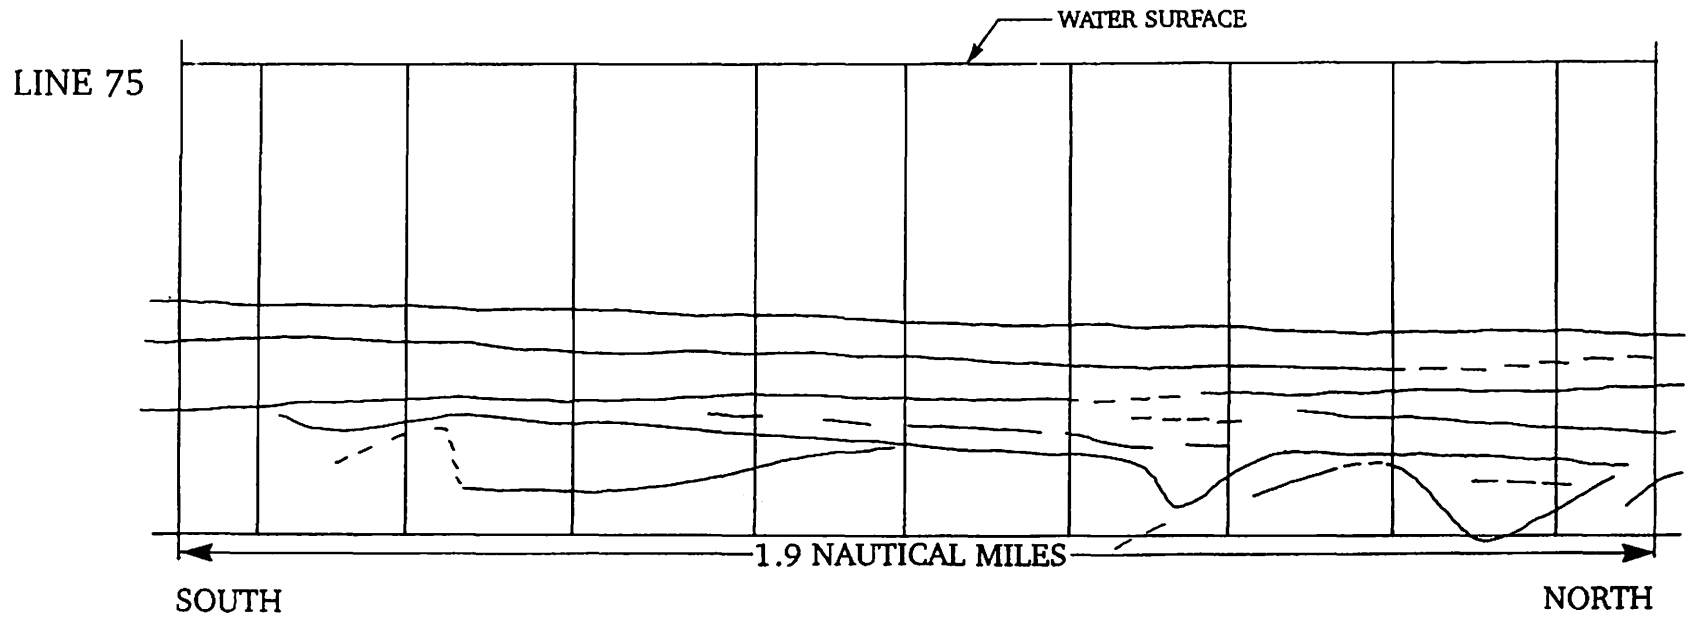 WATER SURFACE
LINE 75
1.9 NAUTICAL MILES
SOUTH
NORTH